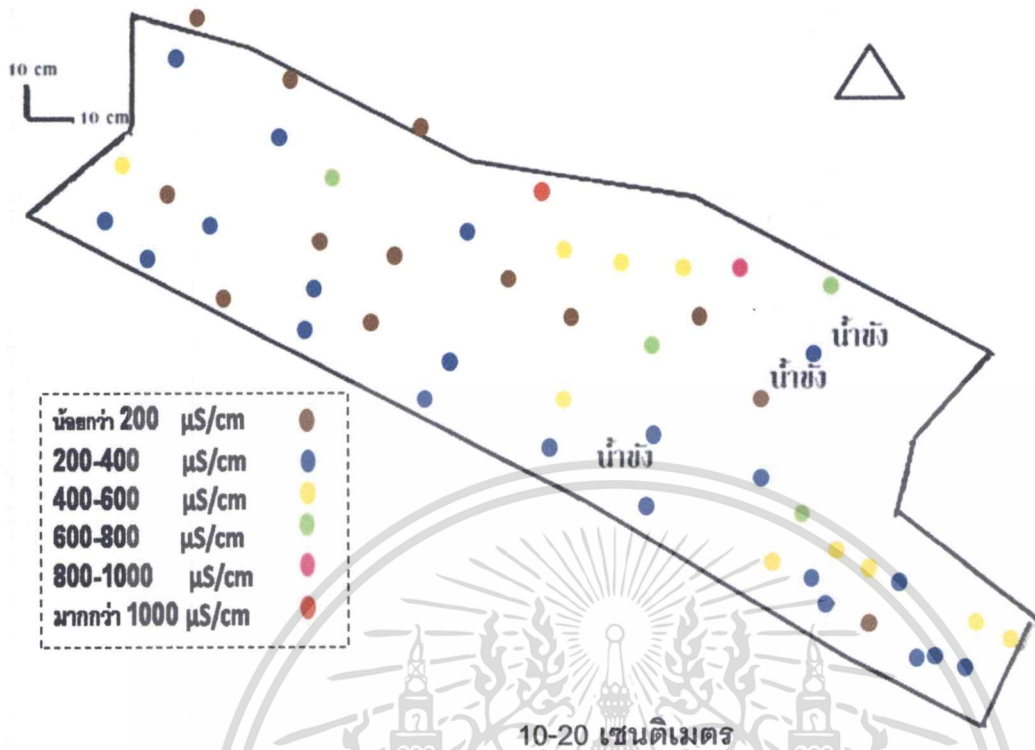 10 cm
10 cm
น้ำขัง
น้ำขัง
น้ำขัง
น้อยกว่า 200 µS/cm
200-400 µS/cm
400-600 µS/cm
600-800 µS/cm
800-1000 µS/cm
มากกว่า 1000 µS/cm
10-20 เซนติเมตร